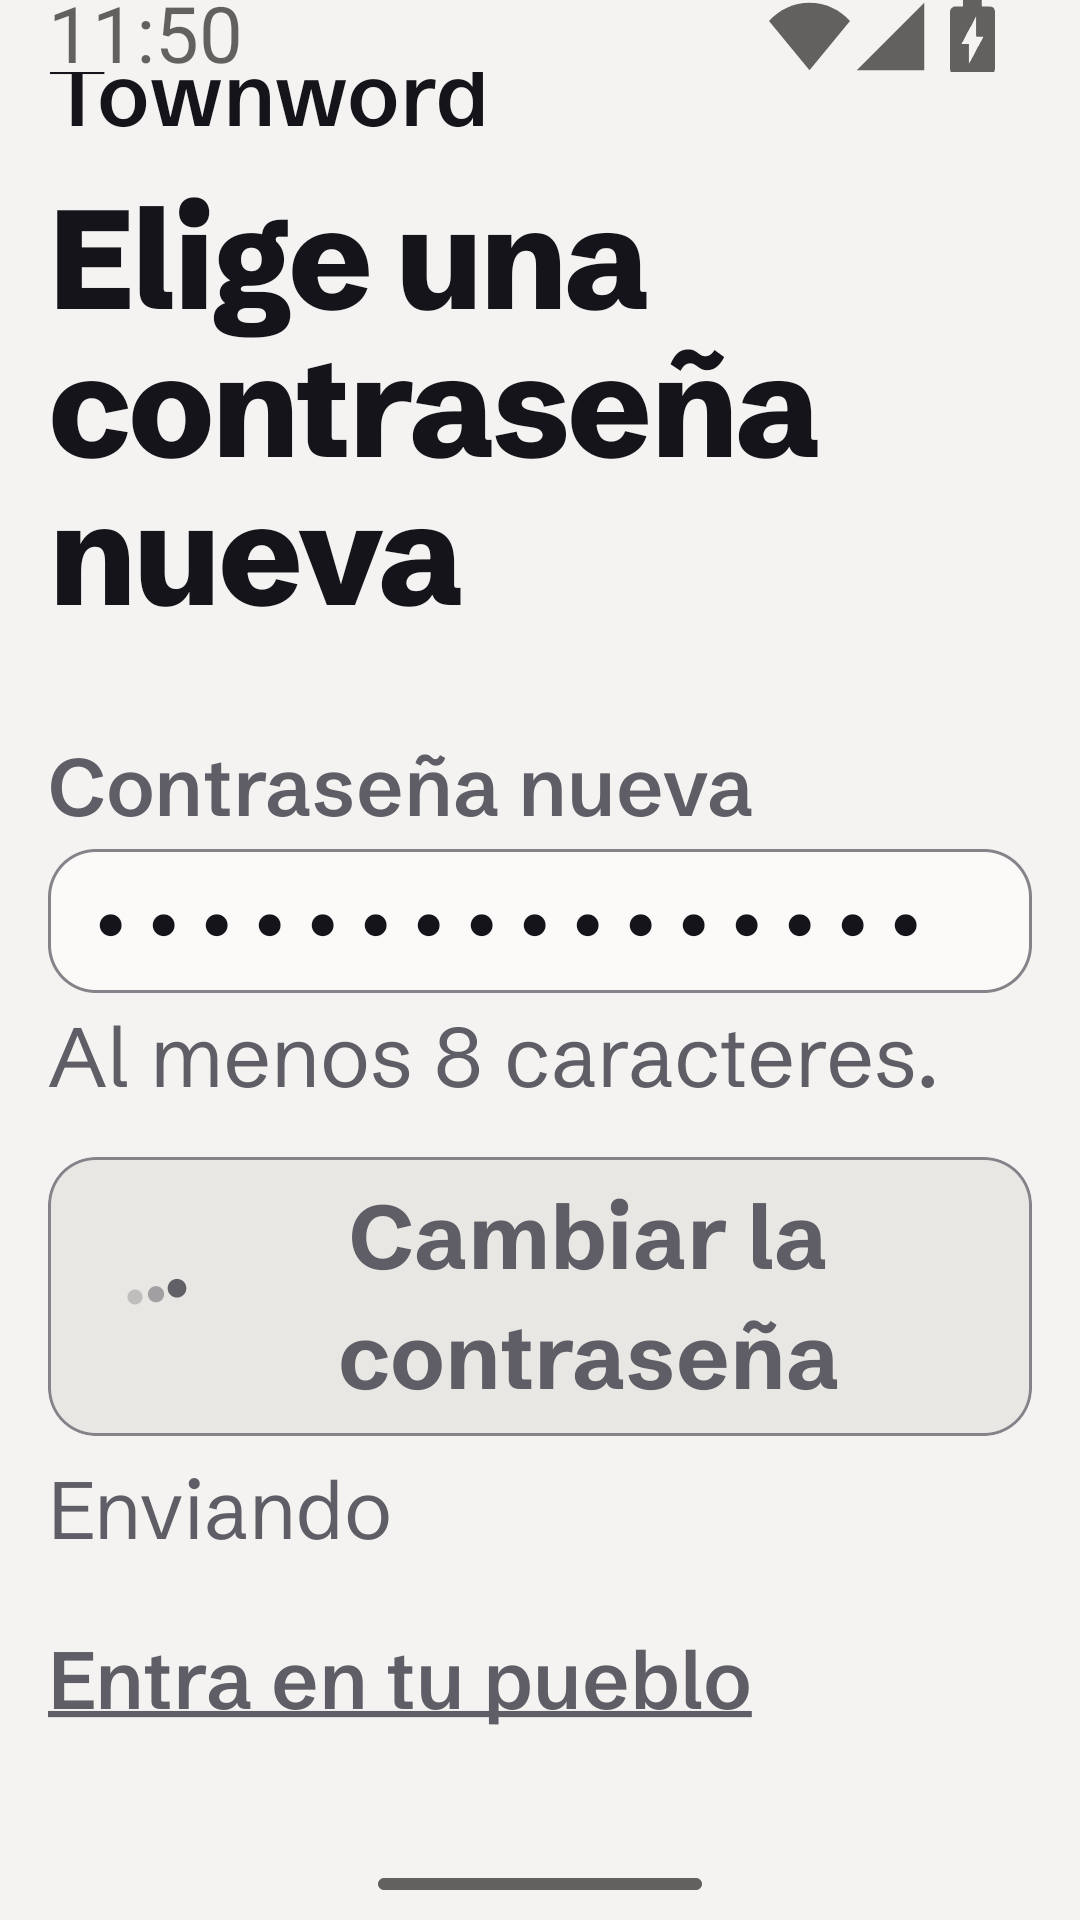 11:50
Townword
Elige una
contraseña
nueva
Contraseña nueva
••••••••••••••••
Al menos 8 caracteres.
Cambiar la
contraseña
Enviando
Entra en tu pueblo